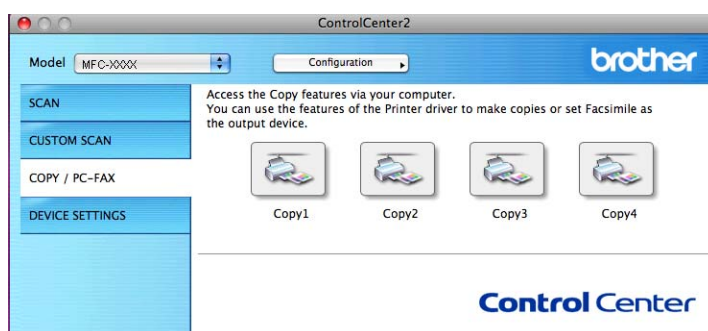 ControlCenter2
Model MFC-XXXX Configuration brother
SCAN
CUSTOM SCAN
COPY / PC-FAX
DEVICE SETTINGS
Access the Copy features via your computer.
You can use the features of the Printer driver to make copies or set Facsimile as
the output device.
Copy1 Copy2 Copy3 Copy4
Control Center